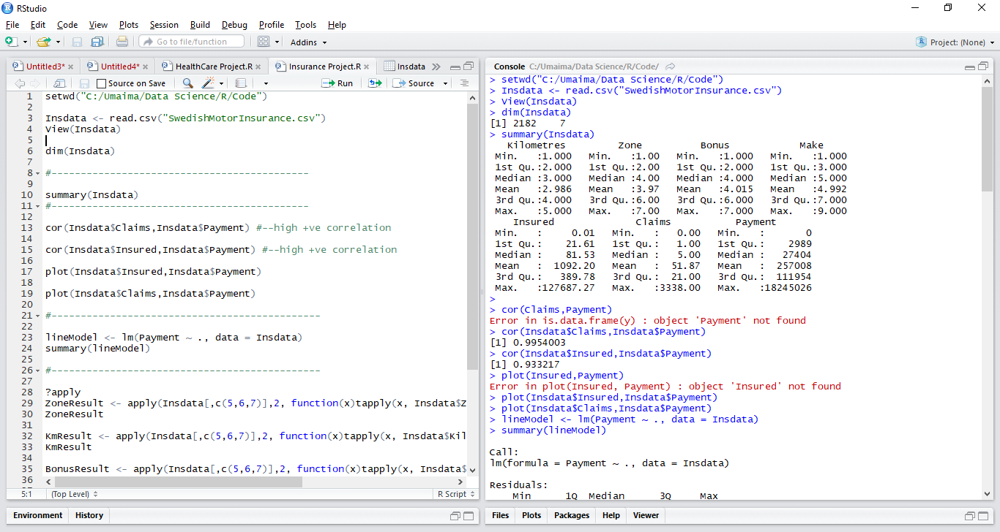 RStudio
File Edit Code View Plots Session Build Debug Profile Tools Help
Go to file/function Addins Project: (None)
Untitled3* Untitled4* HealthCare Project.R Insurance Project.R Insdata
Source on Save Run Source
1 setwd("C:/Umaima/Data Science/R/Code")
2
3 Insdata <- read.csv("SwedishMotorInsurance.csv")
4 View(Insdata)
5
6 dim(Insdata)
7
8 #--------------------------------------------
9
10 summary(Insdata)
11 #--------------------------------------------
12
13 cor(Insdata$Claims,Insdata$Payment) #--high +ve correlation
14
15 cor(Insdata$Insured,Insdata$Payment) #--high +ve correlation
16
17 plot(Insdata$Insured,Insdata$Payment)
18
19 plot(Insdata$Claims,Insdata$Payment)
20
21 #----------------------------------------------
22
23 lineModel <- lm(Payment ~ ., data = Insdata)
24 summary(lineModel)
25
26 #----------------------------------------------
27
28 ?apply
29 ZoneResult <- apply(Insdata[,c(5,6,7)],2, function(x)tapply(x, Insdata$Z
30 ZoneResult
31
32 KmResult <- apply(Insdata[,c(5,6,7)],2, function(x)tapply(x, Insdata$Kil
33 KmResult
34
35 BonusResult <- apply(Insdata[,c(5,6,7)],2, function(x)tapply(x, Insdata$
36
5:1 (Top Level) R Script
Environment History
Console C:/Umaima/Data Science/R/Code/
> setwd("C:/Umaima/Data Science/R/Code")
> Insdata <- read.csv("SwedishMotorInsurance.csv")
> View(Insdata)
> dim(Insdata)
[1] 2182 7
> summary(Insdata)
Kilometres Zone Bonus Make
Min. :1.000 Min. :1.00 Min. :1.000 Min. :1.000
1st Qu.:2.000 1st Qu.:2.00 1st Qu.:2.000 1st Qu.:3.000
Median :3.000 Median :4.00 Median :4.000 Median :5.000
Mean :2.986 Mean :3.97 Mean :4.015 Mean :4.992
3rd Qu.:4.000 3rd Qu.:6.00 3rd Qu.:6.000 3rd Qu.:7.000
Max. :5.000 Max. :7.00 Max. :7.000 Max. :9.000
Insured Claims Payment
Min. : 0.01 Min. : 0.00 Min. : 0
1st Qu.: 21.61 1st Qu.: 1.00 1st Qu.: 2989
Median : 81.53 Median : 5.00 Median : 27404
Mean : 1092.20 Mean : 51.87 Mean : 257008
3rd Qu.: 389.78 3rd Qu.: 21.00 3rd Qu.: 111954
Max. :127687.27 Max. :3338.00 Max. :18245026
>
> cor(Claims,Payment)
Error in is.data.frame(y) : object 'Payment' not found
> cor(Insdata$Claims,Insdata$Payment)
[1] 0.9954003
> cor(Insdata$Insured,Insdata$Payment)
[1] 0.933217
> plot(Insured,Payment)
Error in plot(Insured, Payment) : object 'Insured' not found
> plot(Insdata$Insured,Insdata$Payment)
> plot(Insdata$Claims,Insdata$Payment)
> lineModel <- lm(Payment ~ ., data = Insdata)
> summary(lineModel)
Call:
lm(formula = Payment ~ ., data = Insdata)
Residuals:
Min 1Q Median 3Q Max
Files Plots Packages Help Viewer